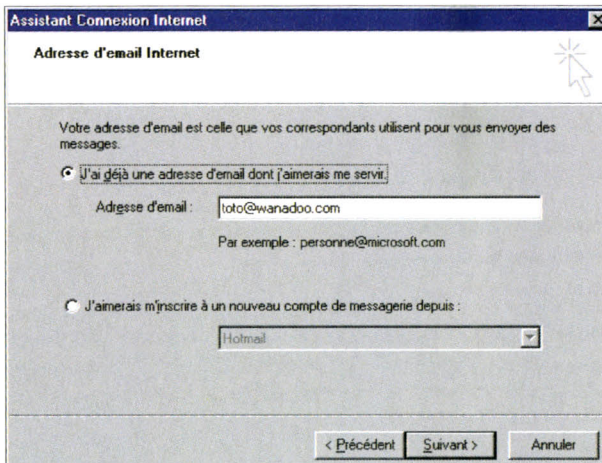 Assistant Connexion Internet
Adresse d'email Internet
Votre adresse d'email est celle que vos correspondants utilisent pour vous envoyer des
messages.
J'ai déjà une adresse d'email dont j'aimerais me servir.
Adresse d'email :
toto@wanadoo.com
Par exemple : personne@microsoft.com
J'aimerais m'inscrire à un nouveau compte de messagerie depuis :
Hotmail
< Précédent
Suivant >
Annuler